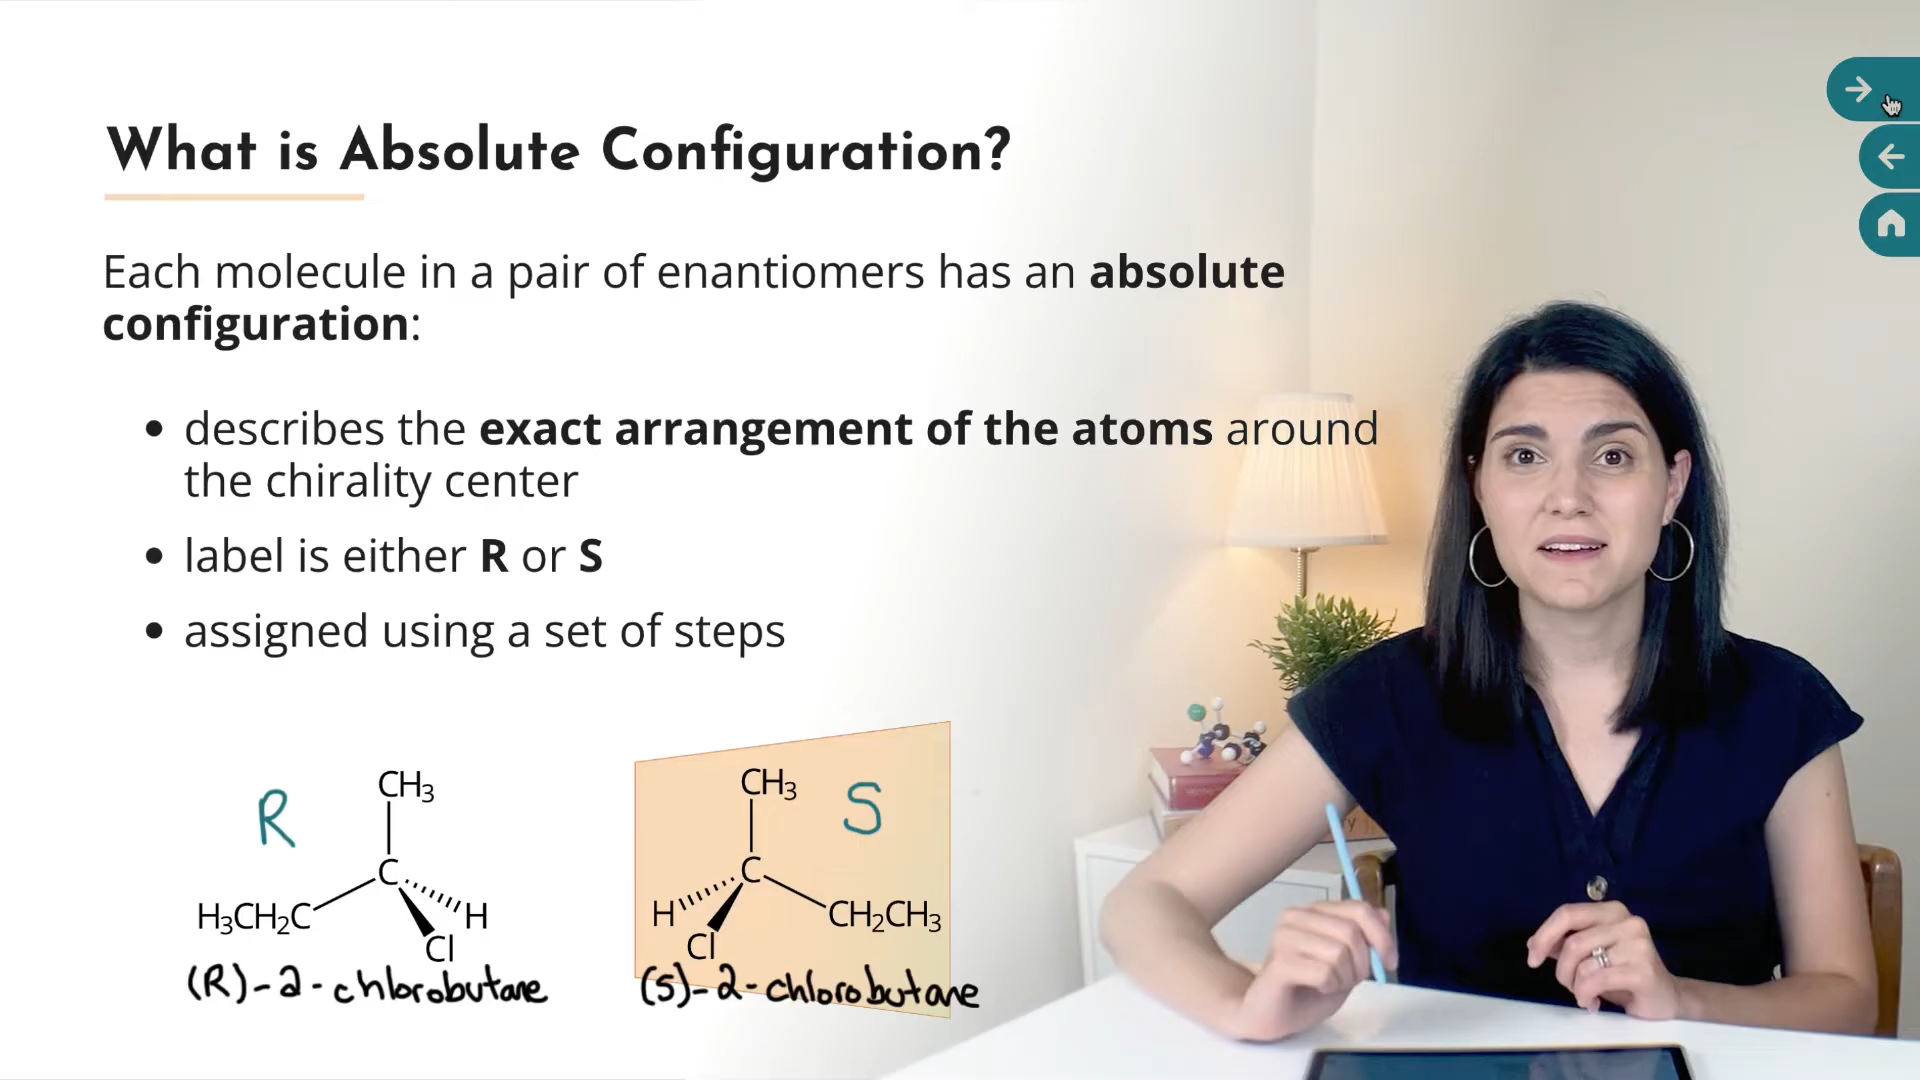 What is Absolute Configuration?
Each molecule in a pair of enantiomers has an absolute
configuration:
• describes the exact arrangement of the atoms around
the chirality center
• label is either R or S
• assigned using a set of steps
R
CH₃
C
H₃CH₂C
H
Cl
(R)-2-chlorobutane
CH₃
S
C
H
CH₂CH₃
Cl
(S)-2-chlorobutane